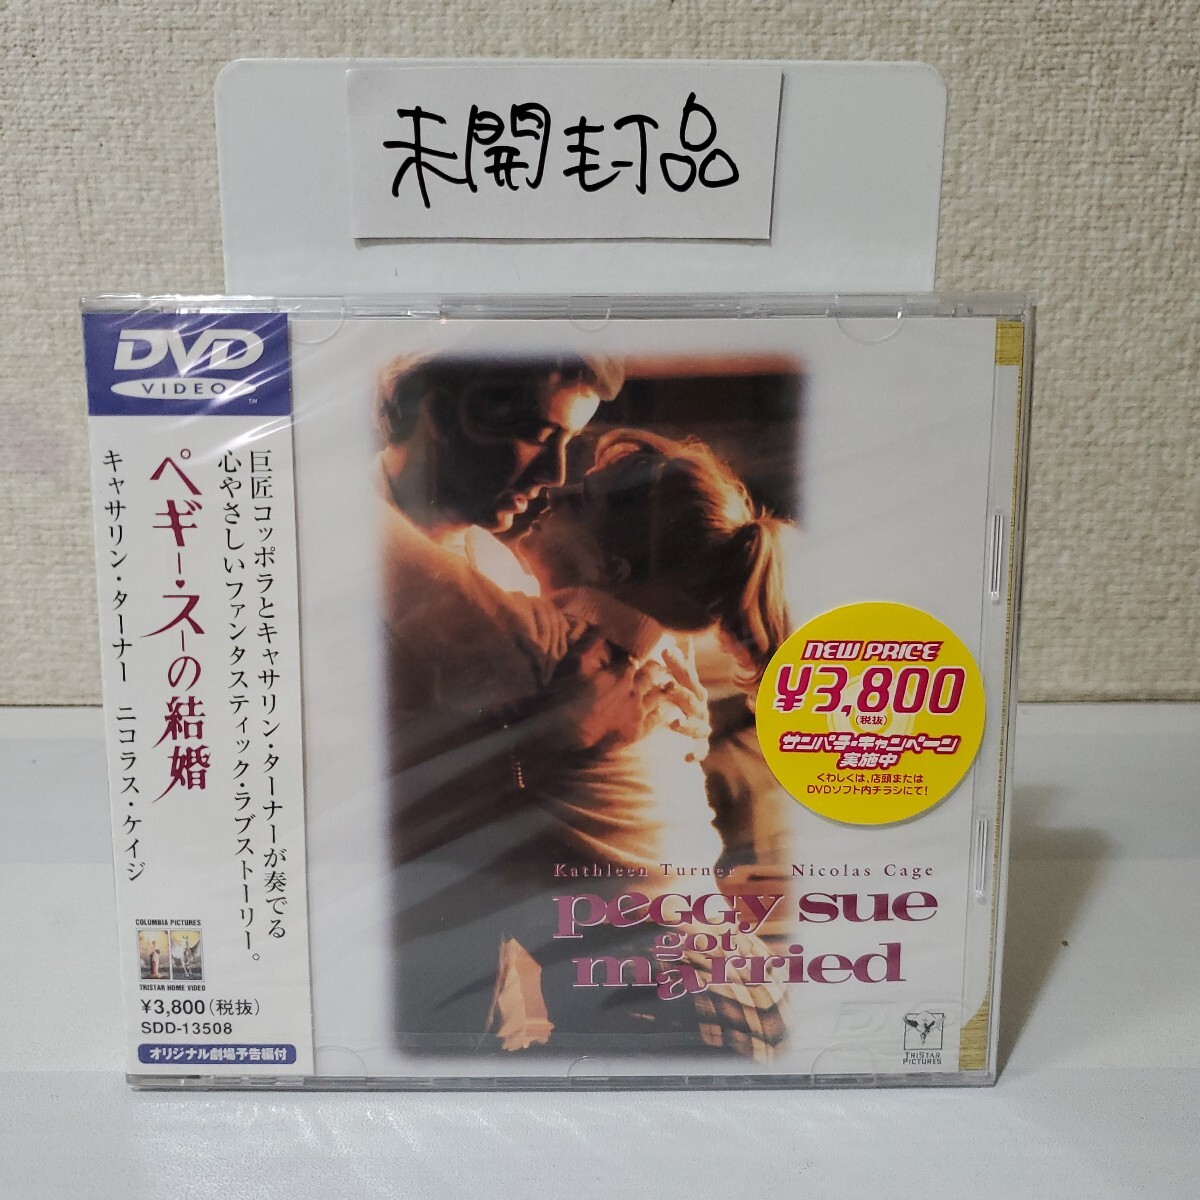 未開封品
DVD
VIDEO
TM
巨匠コッポラとキャサリン・ターナーが奏でる
心やさしいファンタスティック・ラブストーリー。
ペギー・スーの結婚
キャサリン・ターナー ニコラス・ケイジ
COLUMBIA PICTURES
TRISTAR HOME VIDEO
¥3,800(税抜)
SDD-13508
オリジナル劇場予告編付
NEW PRICE
¥3,800
(税抜)
サンパチ・キャンペーン
実施中
くわしくは、店頭または
DVDソフト内チラシにて!
Kathleen Turner Nicolas Cage
peGGy sue
got
married
DVD
TRISTAR
PICTURES